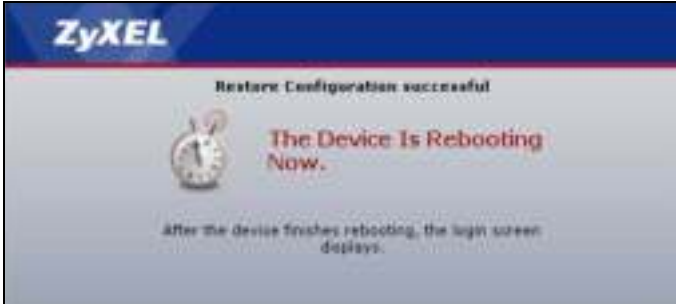 ZyXEL
Restore Configuration successful
The Device Is Rebooting
Now.
After the device finishes rebooting, the login screen
displays.